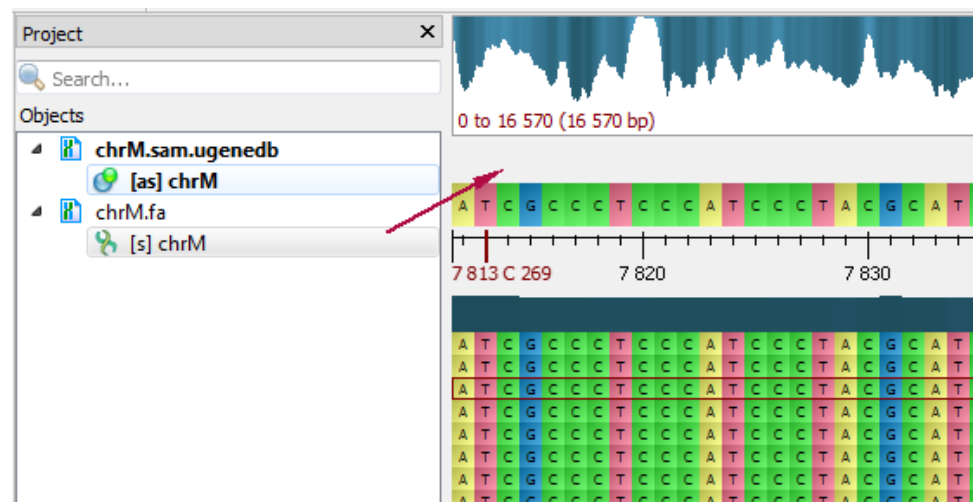 Project
Search...
Objects
chrM.sam.ugenedb
[as] chrM
chrM.fa
[s] chrM
0 to 16 570 (16 570 bp)
A T C G C C C T C C C A T C C C T A C G C A T
7 813 C 269 7 820 7 830
A T C G C C C T C C C A T C C C T A C G C A T
A T C G C C C T C C C A T C C C T A C G C A T
A T C G C C C T C C C A T C C C T A C G C A T
A T C G C C C T C C C A T C C C T A C G C A T
A T C G C C C T C C C A T C C C T A C G C A T
A T C G C C C T C C C A T C C C T A C G C A T
A T C G C C C T C C C A T C C C T A C G C A T